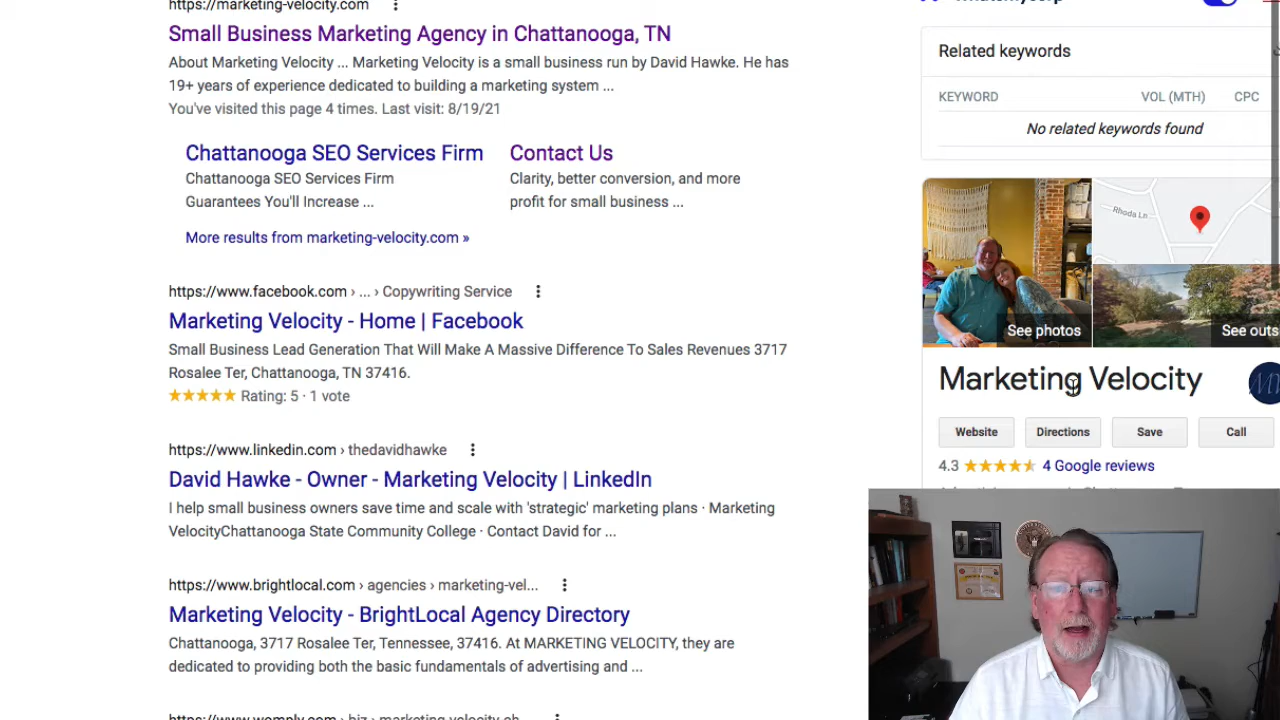 https://marketing-velocity.com
Small Business Marketing Agency in Chattanooga, TN
About Marketing Velocity ... Marketing Velocity is a small business run by David Hawke. He has
19+ years of experience dedicated to building a marketing system ...
You've visited this page 4 times. Last visit: 8/19/21
Chattanooga SEO Services Firm
Chattanooga SEO Services Firm
Guarantees You'll Increase ...
Contact Us
Clarity, better conversion, and more
profit for small business ...
More results from marketing-velocity.com »
https://www.facebook.com › ... › Copywriting Service
Marketing Velocity - Home | Facebook
Small Business Lead Generation That Will Make A Massive Difference To Sales Revenues 3717
Rosalee Ter, Chattanooga, TN 37416.
Rating: 5 · 1 vote
https://www.linkedin.com › thedavidhawke
David Hawke - Owner - Marketing Velocity | LinkedIn
I help small business owners save time and scale with 'strategic' marketing plans · Marketing
VelocityChattanooga State Community College · Contact David for ...
https://www.brightlocal.com › agencies › marketing-vel...
Marketing Velocity - BrightLocal Agency Directory
Chattanooga, 3717 Rosalee Ter, Tennessee, 37416. At MARKETING VELOCITY, they are
dedicated to providing both the basic fundamentals of advertising and ...
Related keywords
KEYWORD VOL (MTH) CPC
No related keywords found
Rhoda Ln
See photos
See outs
Marketing Velocity
Website Directions Save Call
4.3 4 Google reviews